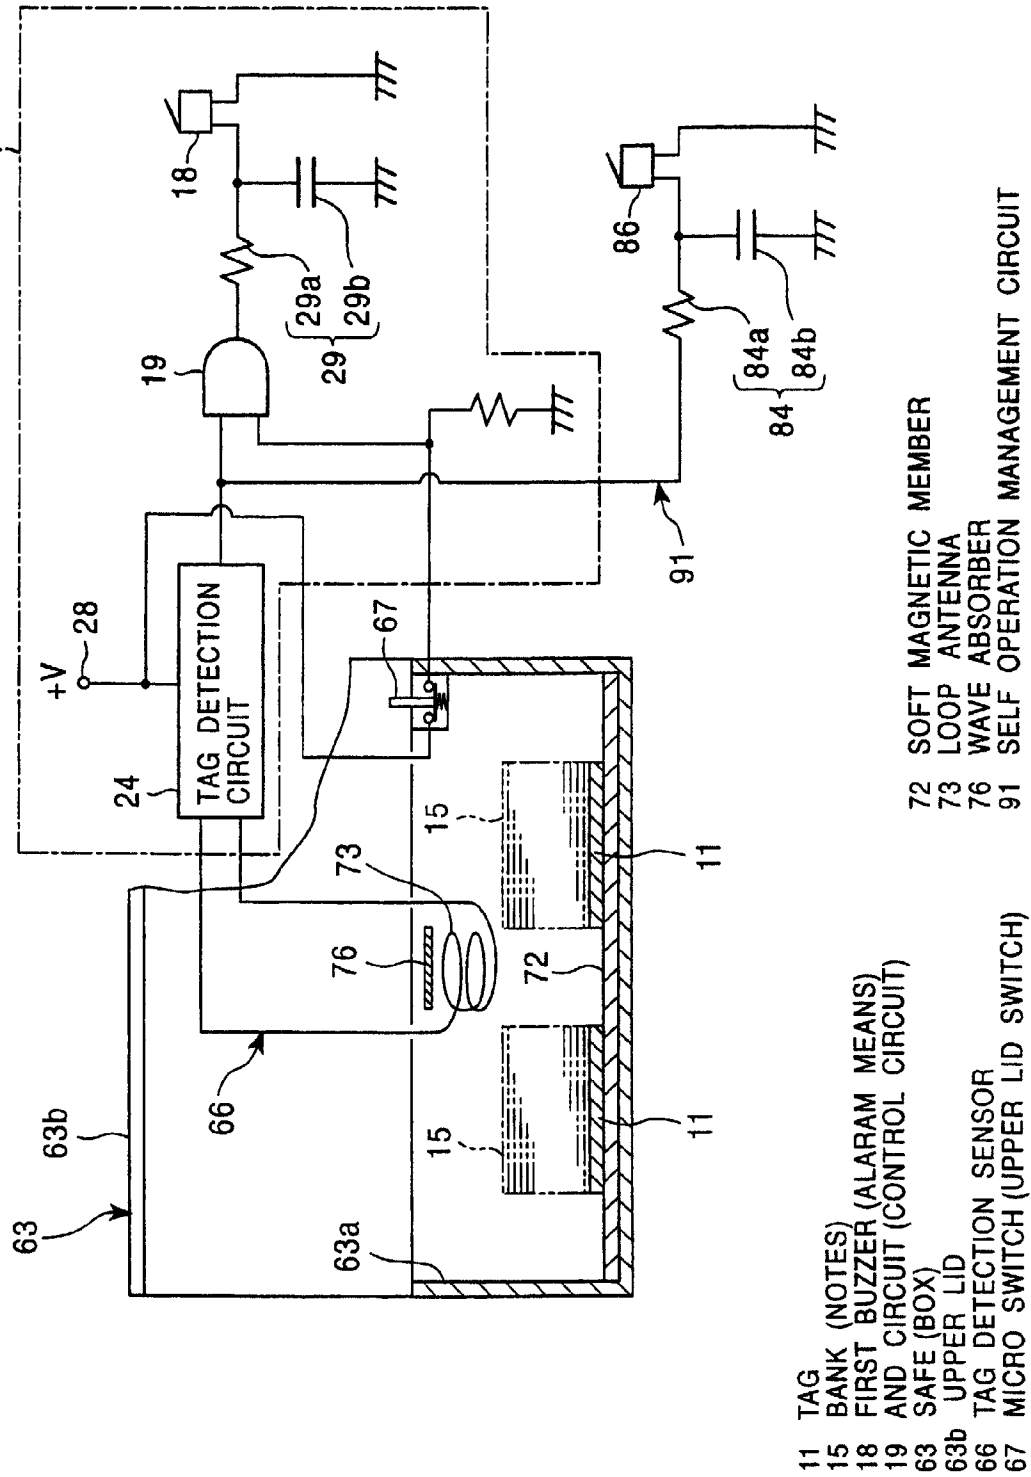 +V
28
24
TAG DETECTION
CIRCUIT
19
18
29a
29b
29
86
84a
84b
84
91
67
63
63b
63a
66
76
73
72
15
15
11
11
11 TAG
15 BANK (NOTES)
18 FIRST BUZZER (ALARAM MEANS)
19 AND CIRCUIT (CONTROL CIRCUIT)
63 SAFE (BOX)
63b UPPER LID
66 TAG DETECTION SENSOR
67 MICRO SWITCH (UPPER LID SWITCH)
72 SOFT MAGNETIC MEMBER
73 LOOP ANTENNA
76 WAVE ABSORBER
91 SELF OPERATION MANAGEMENT CIRCUIT